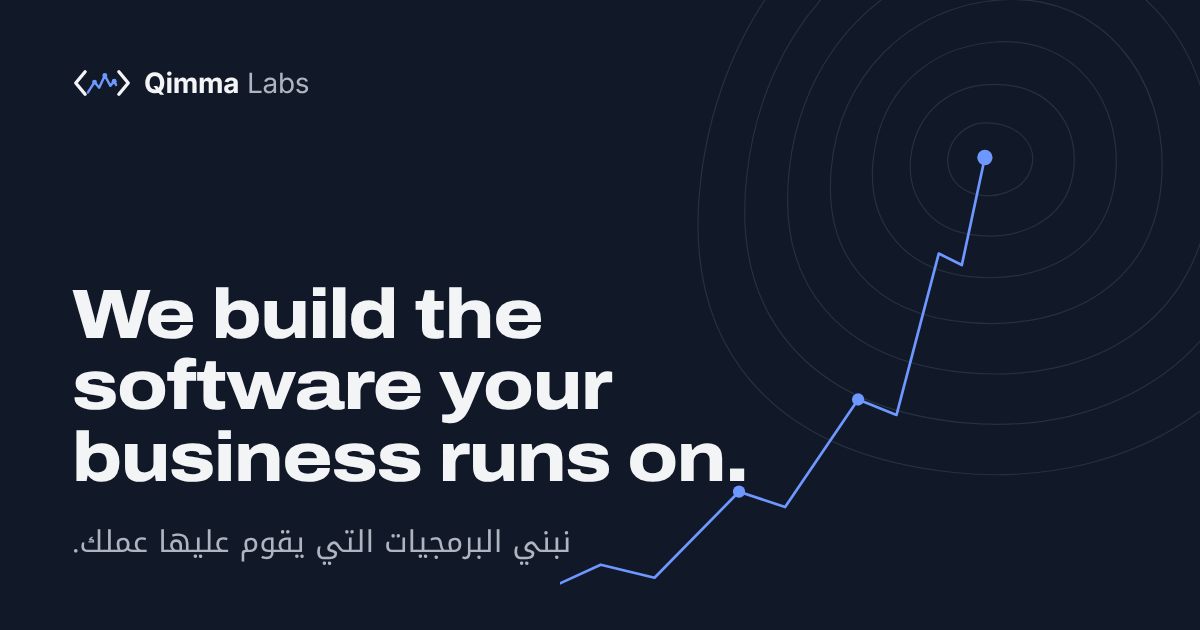 Qimma Labs
We build the
software your
business runs on.
نبني البرمجيات التي يقوم عليها عملك.